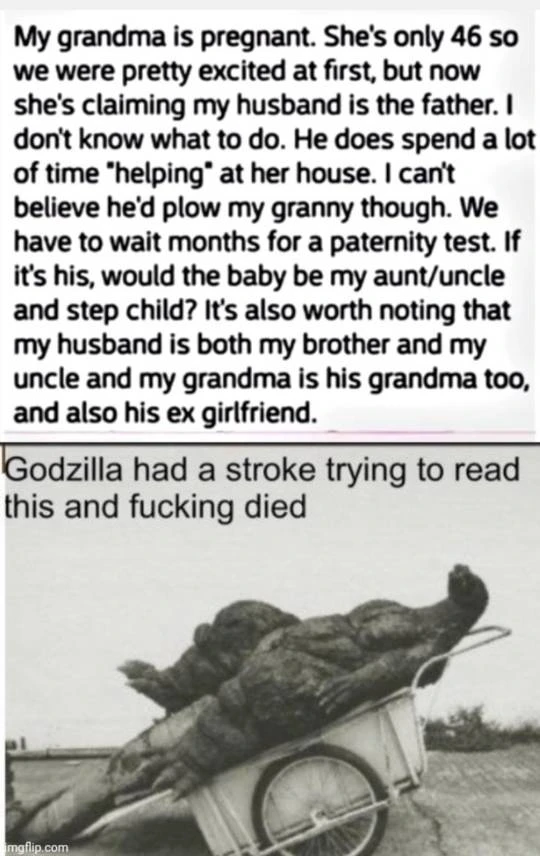 My grandma is pregnant. She's only 46 so
we were pretty excited at first, but now
she's claiming my husband is the father. I
don't know what to do. He does spend a lot
of time "helping" at her house. I can't
believe he'd plow my granny though. We
have to wait months for a paternity test. If
it's his, would the baby be my aunt/uncle
and step child? It's also worth noting that
my husband is both my brother and my
uncle and my grandma is his grandma too,
and also his ex girlfriend.
Godzilla had a stroke trying to read
this and fucking died
imgflip.com